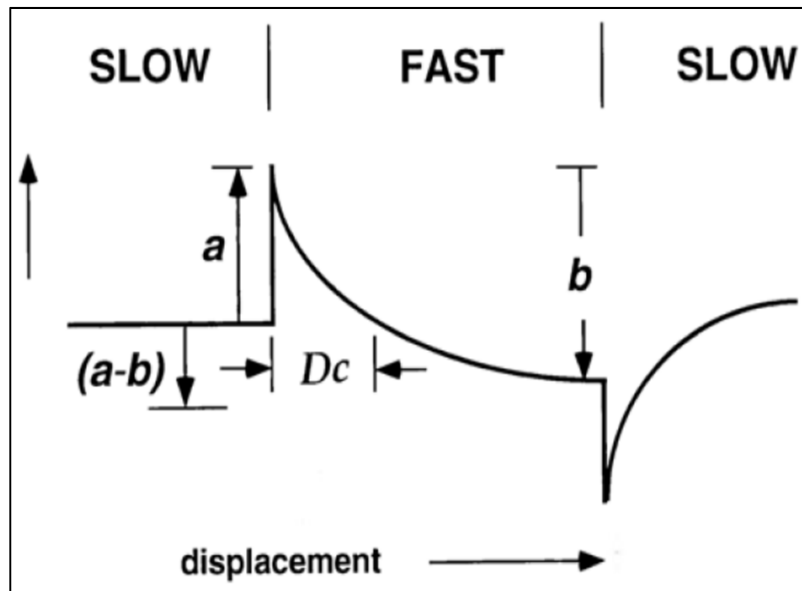 SLOW FAST SLOW
a
b
(a-b)
Dc
displacement